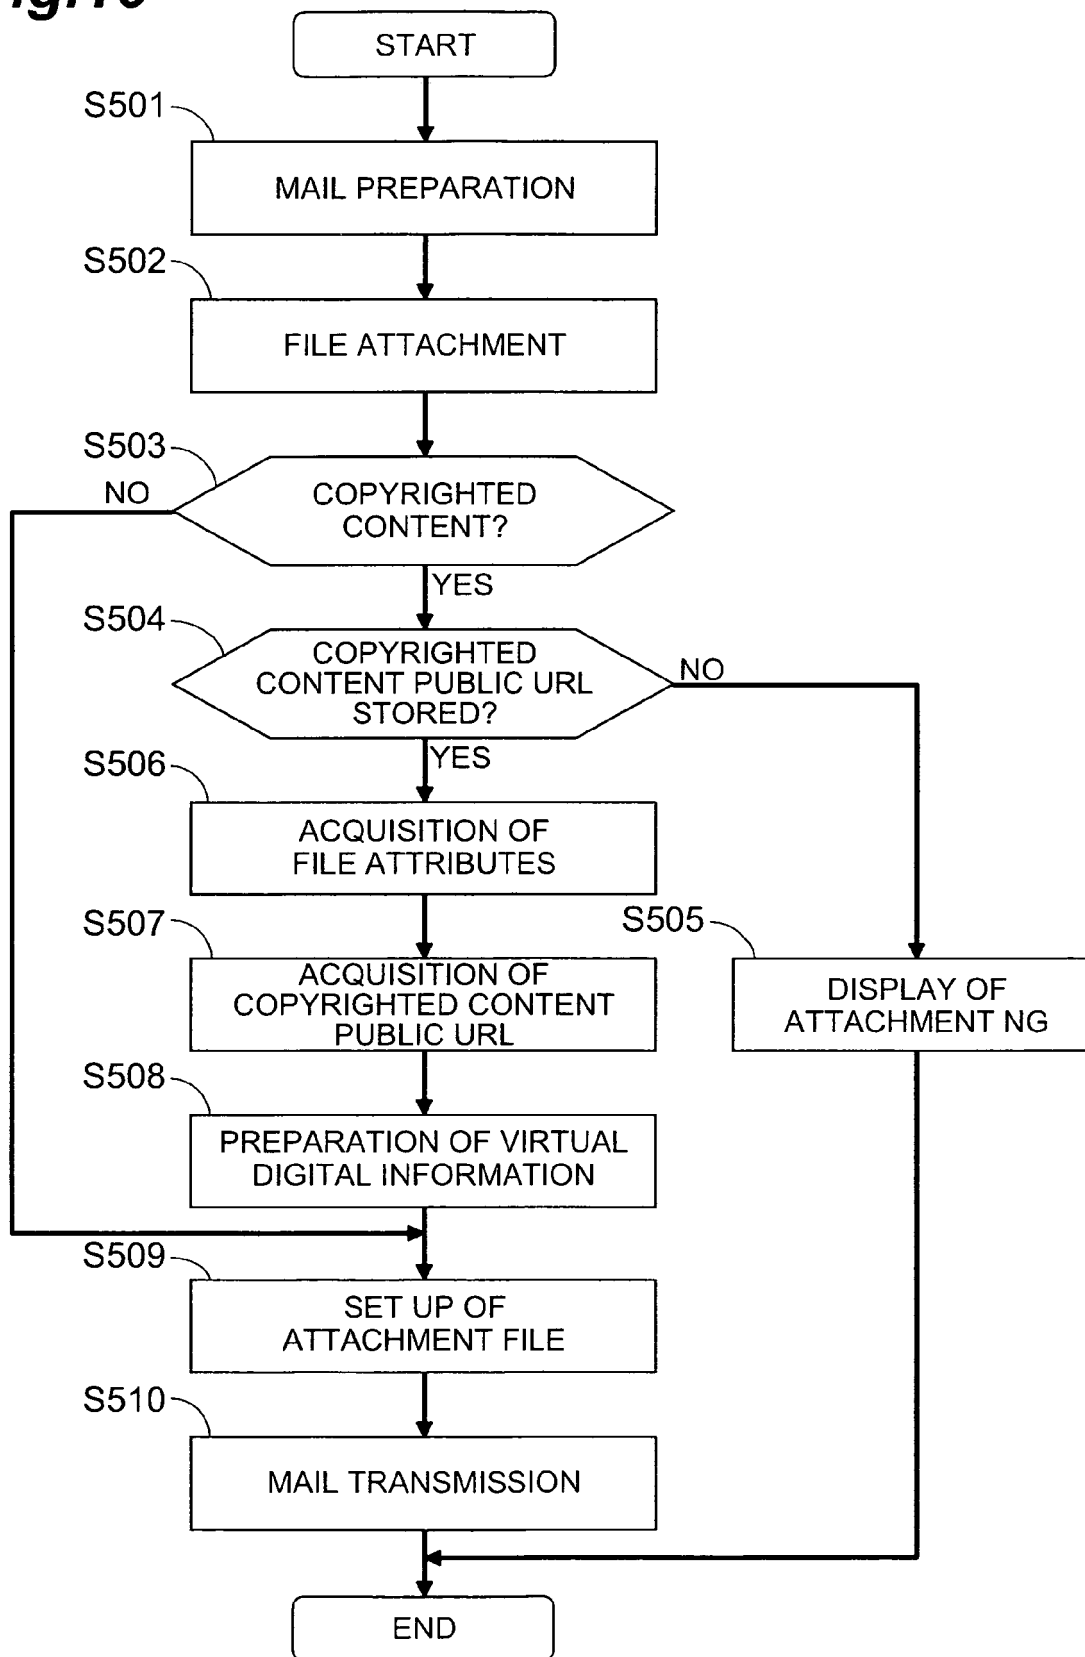 START
S501
MAIL PREPARATION
S502
FILE ATTACHMENT
S503
NO
COPYRIGHTED
CONTENT?
YES
S504
COPYRIGHTED
CONTENT PUBLIC URL
STORED?
NO
YES
S506
ACQUISITION OF
FILE ATTRIBUTES
S507
ACQUISITION OF
COPYRIGHTED CONTENT
PUBLIC URL
S505
DISPLAY OF
ATTACHMENT NG
S508
PREPARATION OF VIRTUAL
DIGITAL INFORMATION
S509
SET UP OF
ATTACHMENT FILE
S510
MAIL TRANSMISSION
END